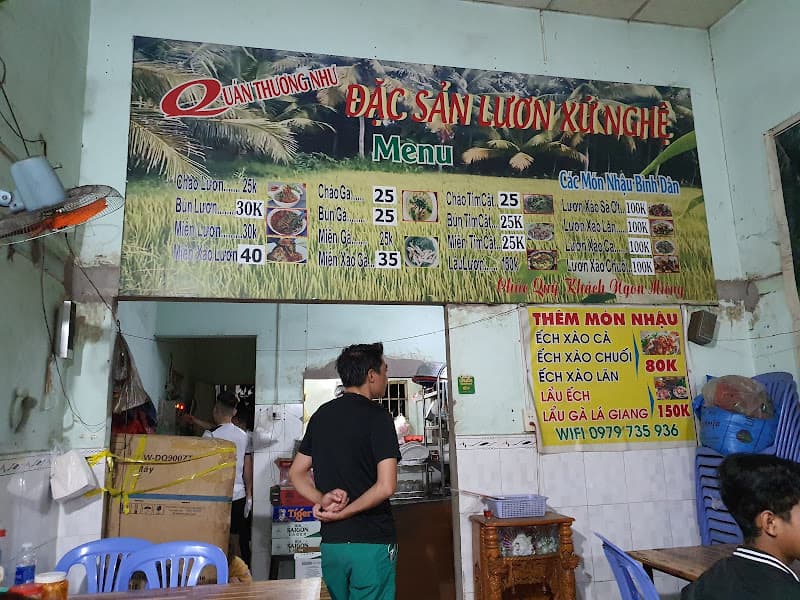 QUÁN THƯƠNG NHƯ
ĐẶC SẢN LƯƠN XỨ NGHỆ
Menu
Cháo Lươn....... 25k
Bún Lươn....... 30K
Miến Lươn....... 30k
Miến Xào Lươn 40
Cháo Gà..... 25
Bún Gà..... 25
Miến Gà..... 25k
Miến Xào Gà.. 35
Cháo Tim Cật.. 25
Bún Tim Cật.. 25K
Miến Tim Cật.. 25K
Lẩu Lươn...... 150k
Các Món Nhậu Bình Dân
Lươn Xào Sả Ớt 100K
Lươn Xào Lăn.. 100K
Lươn Xào Cà... 100K
Lươn Xào Chuối 100K
Chúc Quý Khách Ngon Miệng
THÊM MÓN NHẬU
ẾCH XÀO CÀ
ẾCH XÀO CHUỐI
ẾCH XÀO LĂN
80K
LẨU ẾCH
LẨU GÀ LÁ GIANG
150K
WIFI 0979 735 936
Tiger
SAIGON